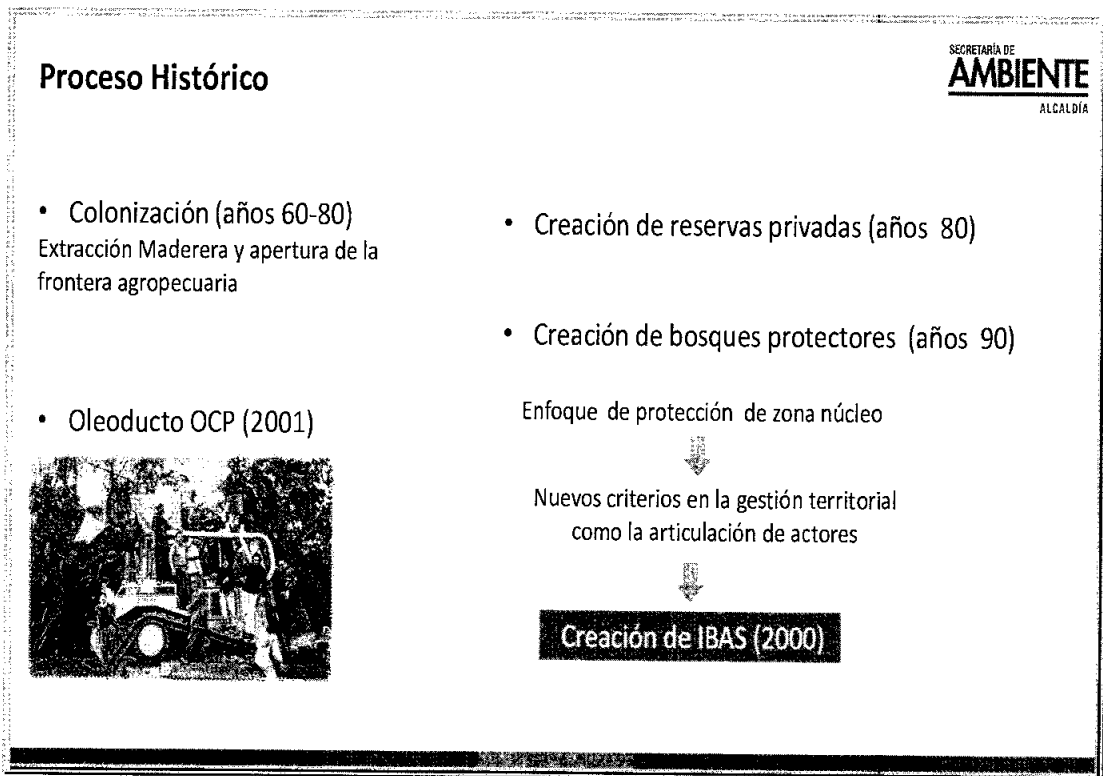 Proceso Histórico
SECRETARÍA DE
AMBIENTE
ALCALDÍA
• Colonización (años 60-80)
Extracción Maderera y apertura de la
frontera agropecuaria
• Oleoducto OCP (2001)
• Creación de reservas privadas (años 80)
• Creación de bosques protectores (años 90)
Enfoque de protección de zona núcleo
Nuevos criterios en la gestión territorial
como la articulación de actores
Creación de IBAS (2000)